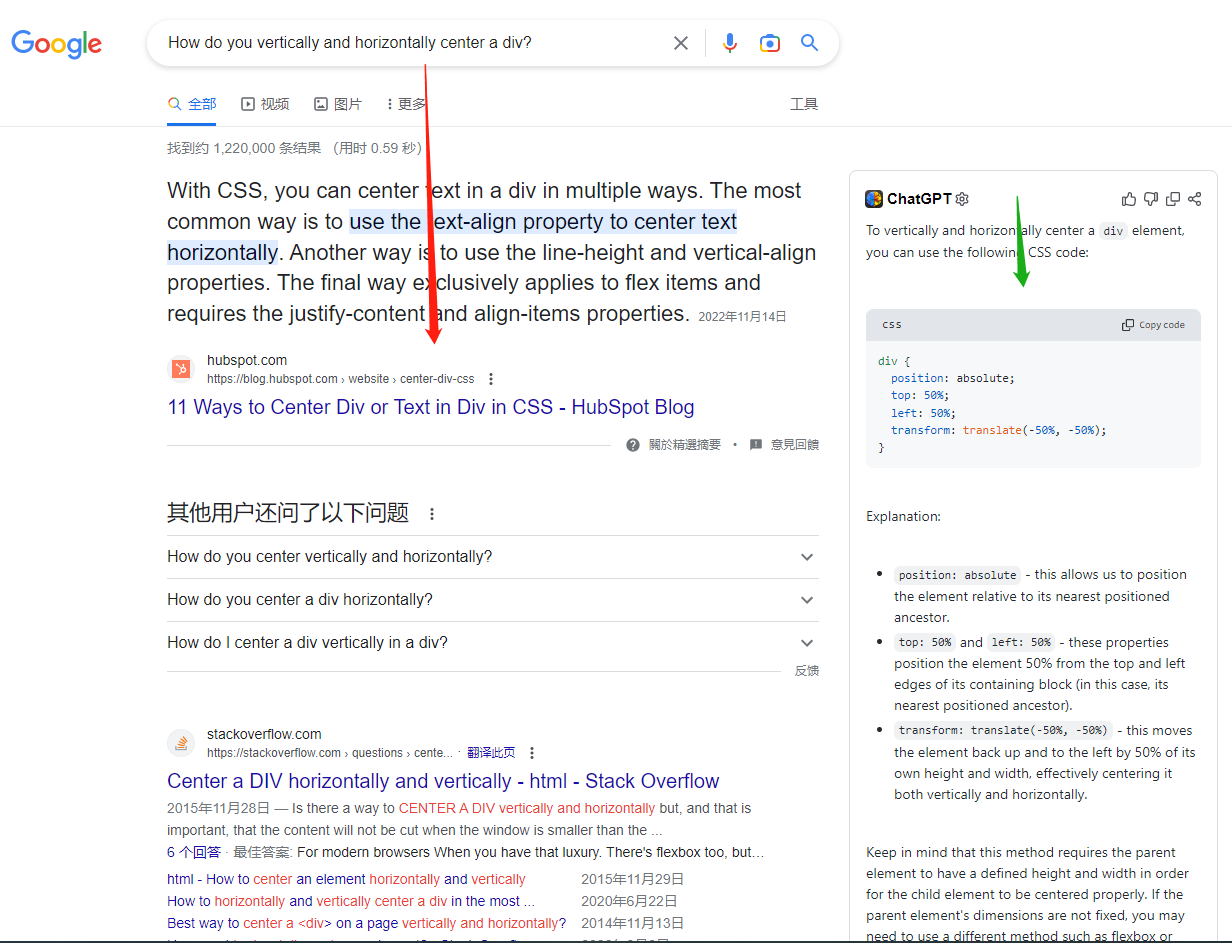 Google
How do you vertically and horizontally center a div?
全部
视频
图片
更多
工具
找到约 1,220,000 条结果 （用时 0.59 秒）
With CSS, you can center text in a div in multiple ways. The most
common way is to use the text-align property to center text
horizontally. Another way is to use the line-height and vertical-align
properties. The final way exclusively applies to flex items and
requires the justify-content and align-items properties. 2022年11月14日
hubspot.com
https://blog.hubspot.com › website › center-div-css
11 Ways to Center Div or Text in Div in CSS - HubSpot Blog
關於精選摘要 • 意見回饋
其他用户还问了以下问题
How do you center vertically and horizontally?
How do you center a div horizontally?
How do I center a div vertically in a div?
反馈
stackoverflow.com
https://stackoverflow.com › questions › cente... · 翻译此页
Center a DIV horizontally and vertically - html - Stack Overflow
2015年11月28日 — Is there a way to CENTER A DIV vertically and horizontally but, and that is
important, that the content will not be cut when the window is smaller than the ...
6 个回答 · 最佳答案: For modern browsers When you have that luxury. There's flexbox too, but…
html - How to center an element horizontally and vertically 2015年11月29日
How to horizontally and vertically center a div in the most ... 2020年6月22日
Best way to center a <div> on a page vertically and horizontally? 2014年11月13日
ChatGPT
To vertically and horizontally center a div element,
you can use the following CSS code:
css
Copy code
div {
position: absolute;
top: 50%;
left: 50%;
transform: translate(-50%, -50%);
}
Explanation:
• position: absolute - this allows us to position
the element relative to its nearest positioned
ancestor.
• top: 50% and left: 50% - these properties
position the element 50% from the top and left
edges of its containing block (in this case, its
nearest positioned ancestor).
• transform: translate(-50%, -50%) - this moves
the element back up and to the left by 50% of its
own height and width, effectively centering it
both vertically and horizontally.
Keep in mind that this method requires the parent
element to have a defined height and width in order
for the child element to be centered properly. If the
parent element's dimensions are not fixed, you may
need to use a different method such as flexbox or